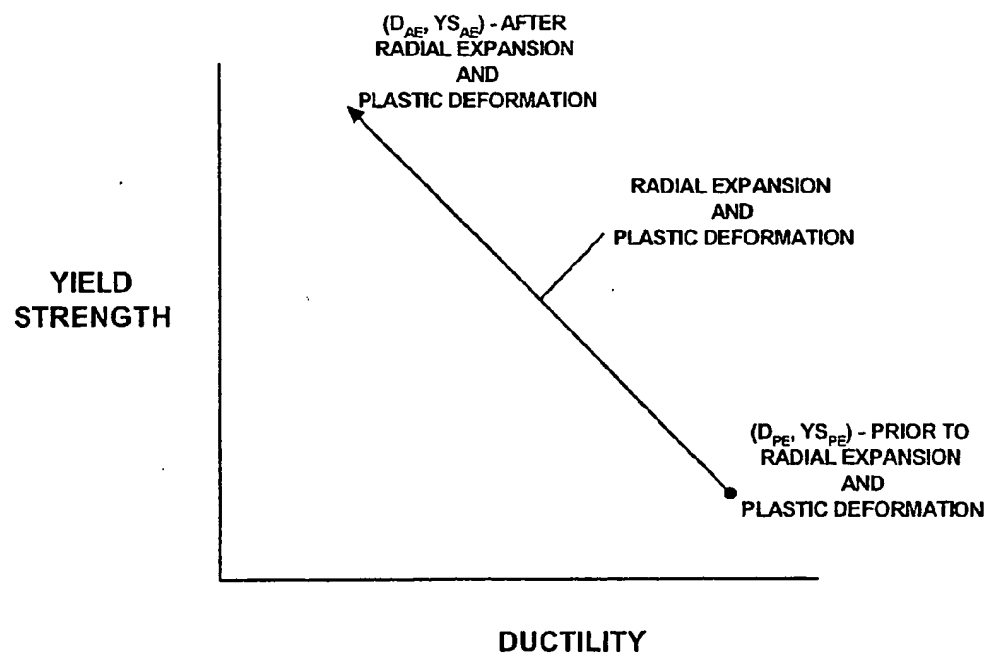 (D_AE, YS_AE) - AFTER
RADIAL EXPANSION
AND
PLASTIC DEFORMATION
RADIAL EXPANSION
AND
PLASTIC DEFORMATION
YIELD
STRENGTH
(D_PE, YS_PE) - PRIOR TO
RADIAL EXPANSION
AND
PLASTIC DEFORMATION
DUCTILITY